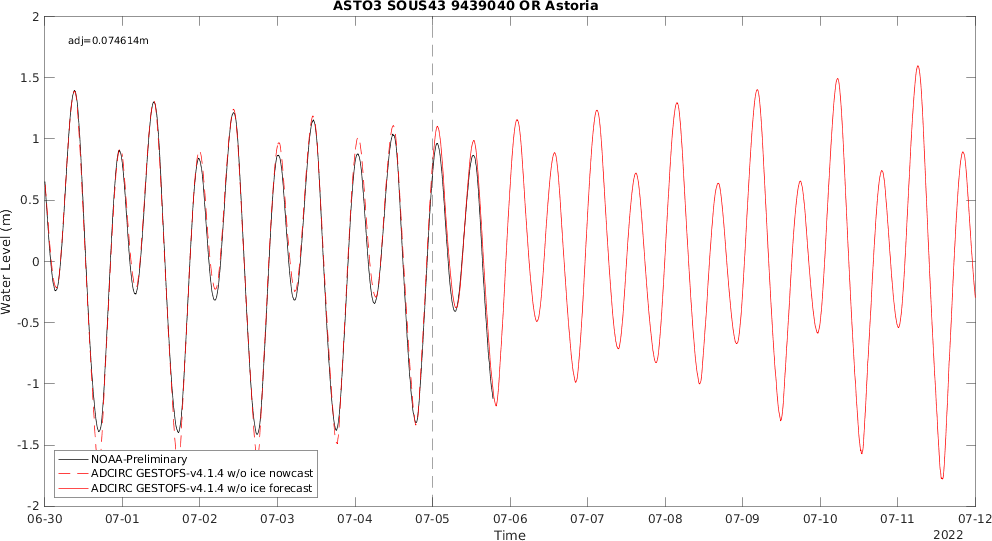 ASTO3 SOUS43 9439040 OR Astoria
adj=0.074614m
Water Level (m)
2
1.5
1
0.5
0
-0.5
-1
-1.5
-2
NOAA-Preliminary
ADCIRC GESTOFS-v4.1.4 w/o ice nowcast
ADCIRC GESTOFS-v4.1.4 w/o ice forecast
06-30 07-01 07-02 07-03 07-04 07-05 07-06 07-07 07-08 07-09 07-10 07-11 07-12
Time
2022